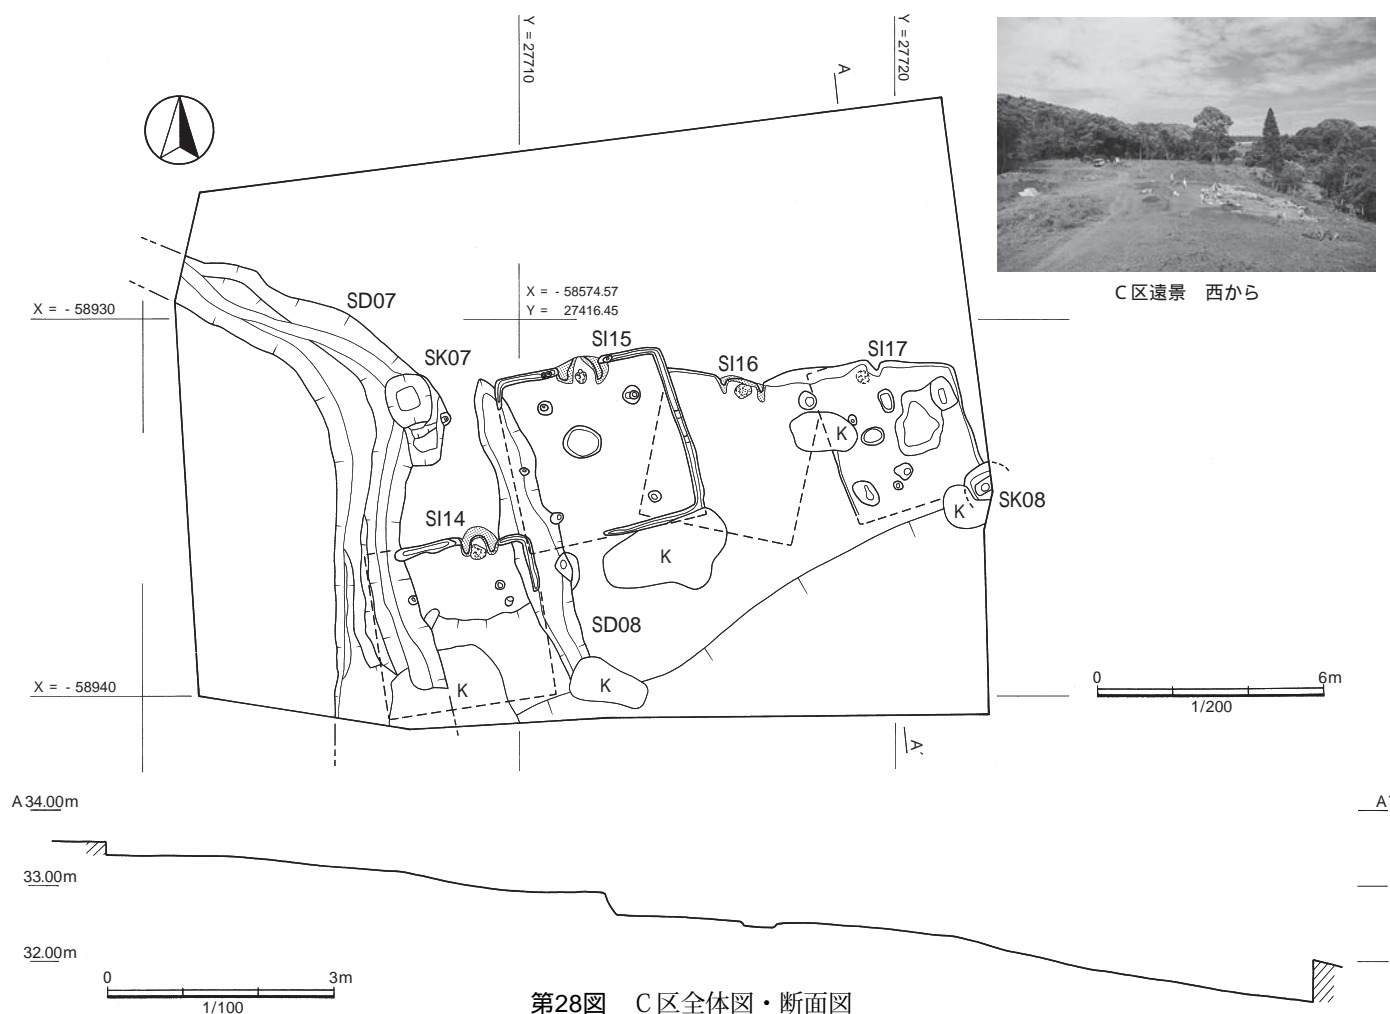 Y = 27710
Y = 27720
A
C区遠景　西から
X = - 58930
SD07
X = - 58574.57
Y = 27416.45
SK07
SI15
SI16
SI17
K
SK08
K
SI14
K
SD08
X = - 58940
K
K
0 6m
1/200
A'
A 34.00m
A'
33.00m
32.00m
0 3m
1/100
第28図　C区全体図・断面図